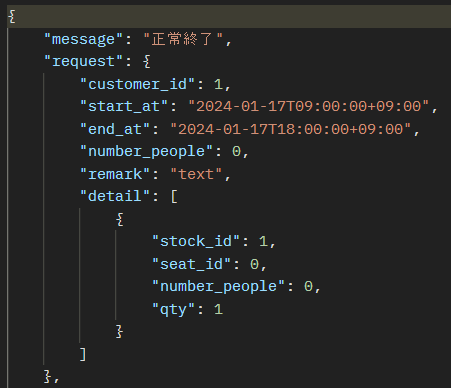 {
"message": "正常終了",
"request": {
"customer_id": 1,
"start_at": "2024-01-17T09:00:00+09:00",
"end_at": "2024-01-17T18:00:00+09:00",
"number_people": 0,
"remark": "text",
"detail": [
{
"stock_id": 1,
"seat_id": 0,
"number_people": 0,
"qty": 1
}
]
},